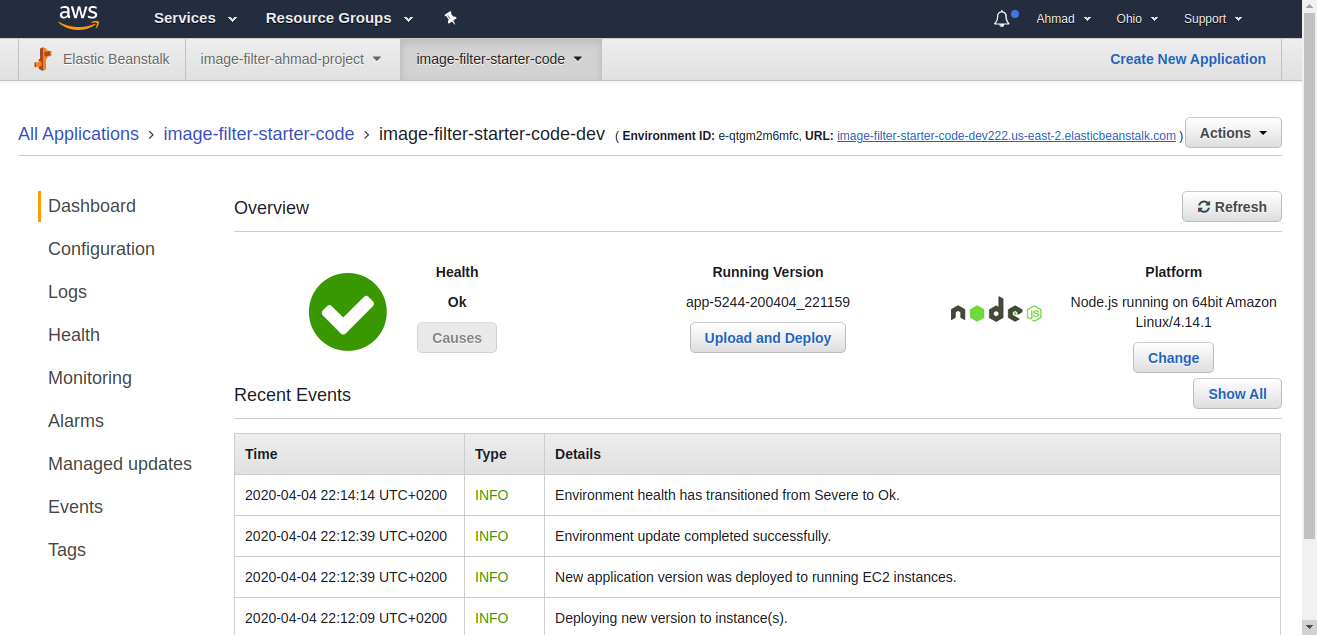 aws Services Resource Groups Ahmad Ohio Support
Elastic Beanstalk image-filter-ahmad-project image-filter-starter-code Create New Application
All Applications › image-filter-starter-code › image-filter-starter-code-dev ( Environment ID: e-qtgm2m6mfc, URL: image-filter-starter-code-dev222.us-east-2.elasticbeanstalk.com ) Actions
Dashboard
Configuration
Logs
Health
Monitoring
Alarms
Managed updates
Events
Tags
Overview Refresh
Health
Ok
Causes
Running Version
app-5244-200404_221159
Upload and Deploy
node JS
Platform
Node.js running on 64bit Amazon
Linux/4.14.1
Change
Recent Events Show All
Time Type Details
2020-04-04 22:14:14 UTC+0200 INFO Environment health has transitioned from Severe to Ok.
2020-04-04 22:12:39 UTC+0200 INFO Environment update completed successfully.
2020-04-04 22:12:39 UTC+0200 INFO New application version was deployed to running EC2 instances.
2020-04-04 22:12:09 UTC+0200 INFO Deploying new version to instance(s).